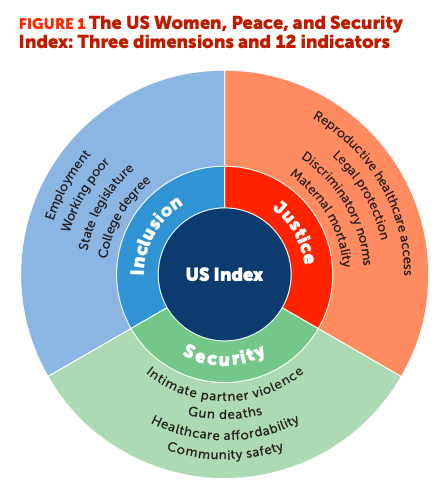 FIGURE 1 The US Women, Peace, and Security
Index: Three dimensions and 12 indicators
Employment
Working poor
State legislature
College degree
Inclusion
Reproductive healthcare access
Legal protection
Discriminatory norms
Maternal mortality
Justice
US Index
Security
Intimate partner violence
Gun deaths
Healthcare affordability
Community safety